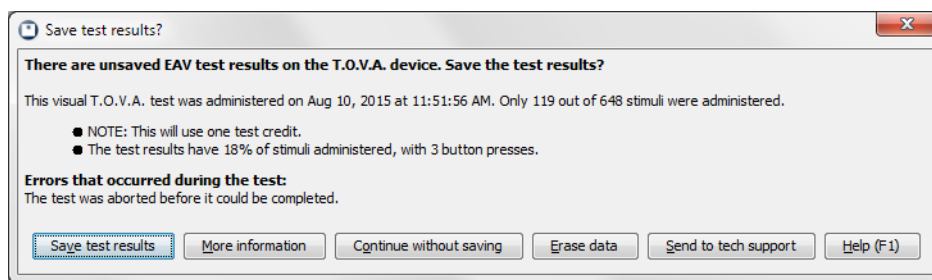 Save test results?
There are unsaved EAV test results on the T.O.V.A. device. Save the test results?
This visual T.O.V.A. test was administered on Aug 10, 2015 at 11:51:56 AM. Only 119 out of 648 stimuli were administered.
● NOTE: This will use one test credit.
● The test results have 18% of stimuli administered, with 3 button presses.
Errors that occurred during the test:
The test was aborted before it could be completed.
Save test results More information Continue without saving Erase data Send to tech support Help (F1)